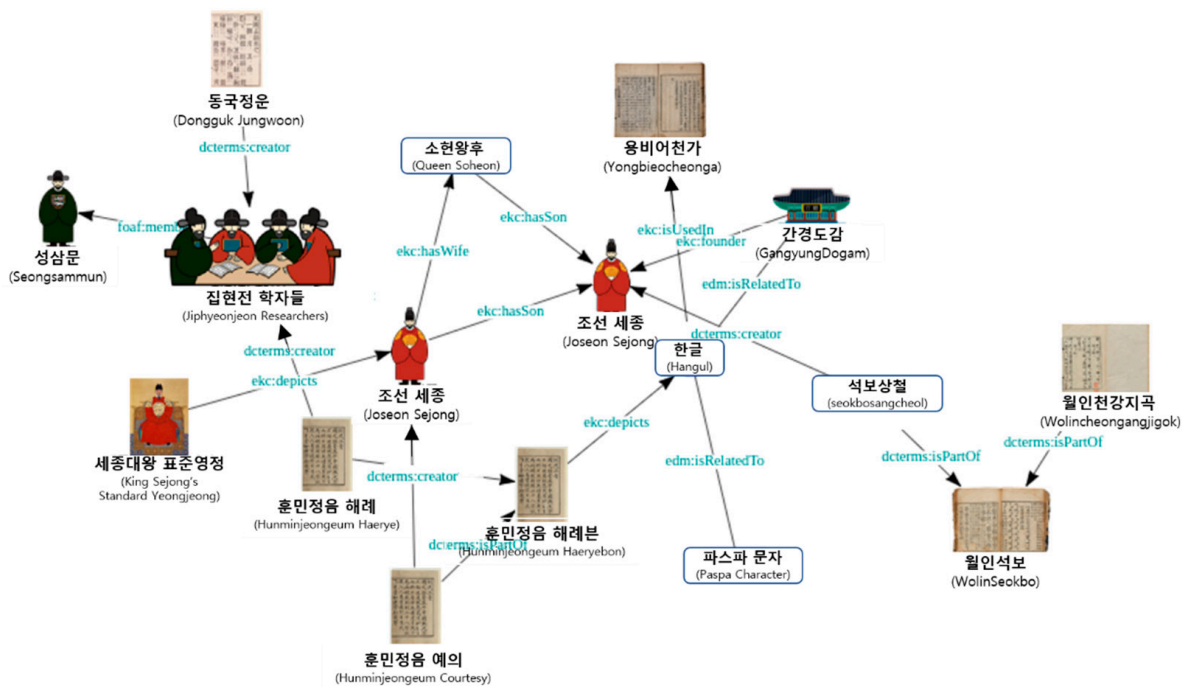 동국정운
(Dongguk Jungwoon)
dcterms:creator
성삼문
(Seongsammun)
foaf:memb
집현전 학자들
(Jiphyeonjeon Researchers)
소헌왕후
(Queen Soheon)
ekc:hasWife
ekc:hasSon
용비어천가
(Yongbieocheonga)
ekc:isUsedIn
ekc:founder
간경도감
(GangyungDogam)
edm:isRelatedTo
조선 세종
(Joseon Sejong)
ekc:hasSon
조선 세종
(Joseon Sejong)
dcterms:creator
ekc:depicts
세종대왕 표준영정
(King Sejong's
Standard Yeongjeong)
dcterms:creator
한글
(Hangul)
석보상철
(seokbosangcheol)
월인천강지곡
(Wolincheongangjigok)
dcterms:isPartOf
dcterms:isPartOf
월인석보
(WolinSeokbo)
ekc:depicts
edm:isRelatedTo
파스파 문자
(Paspa Character)
훈민정음 해례
(Hunminjeongeum Haerye)
dcterms:creator
훈민정음 해례븐
(Hunminjeongeum Haeryebon)
dcterms:isPartOf
훈민정음 예의
(Hunminjeongeum Courtesy)